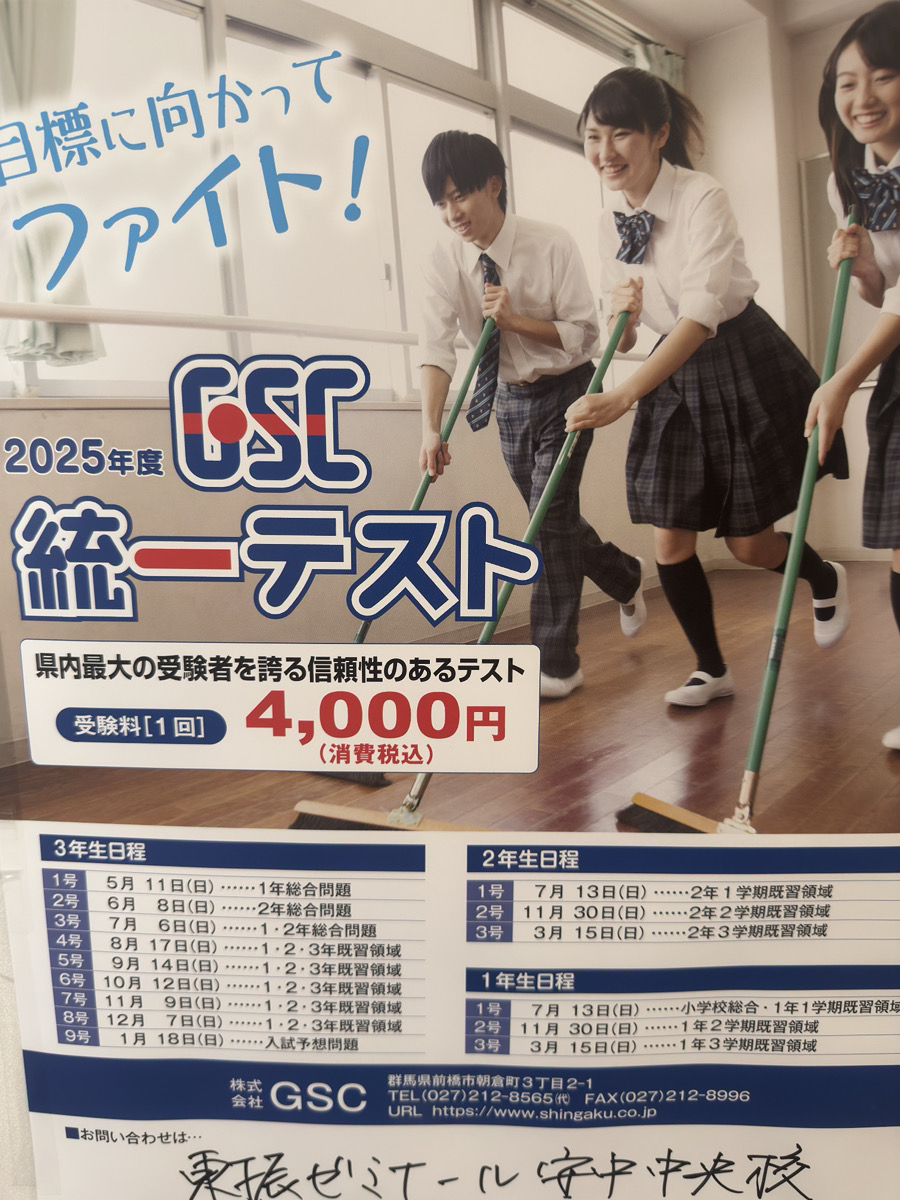 目標に向かって
ファイト!
2025年度
GSC
統一テスト
県内最大の受験者を誇る信頼性のあるテスト
受験料[1回]
4,000円
(消費税込)
3年生日程
1号 5月 11日(日)……1年総合問題
2号 6月 8日(日)……2年総合問題
3号 7月 6日(日)……1・2年総合問題
4号 8月 17日(日)……1・2・3年既習領域
5号 9月 14日(日)……1・2・3年既習領域
6号 10月 12日(日)……1・2・3年既習領域
7号 11月 9日(日)……1・2・3年既習領域
8号 12月 7日(日)……1・2・3年既習領域
9号 1月 18日(日)……入試予想問題
2年生日程
1号 7月 13日(日)……2年1学期既習領域
2号 11月 30日(日)……2年2学期既習領域
3号 3月 15日(日)……2年3学期既習領域
1年生日程
1号 7月 13日(日)……小学校総合・1年1学期既習領域
2号 11月 30日(日)……1年2学期既習領域
3号 3月 15日(日)……1年3学期既習領域
株式会社 GSC
群馬県前橋市朝倉町3丁目2-1
TEL(027)212-8565㈹ FAX(027)212-8996
URL https://www.shingaku.co.jp
■お問い合わせは…
東振ゼミナール 安中中央校